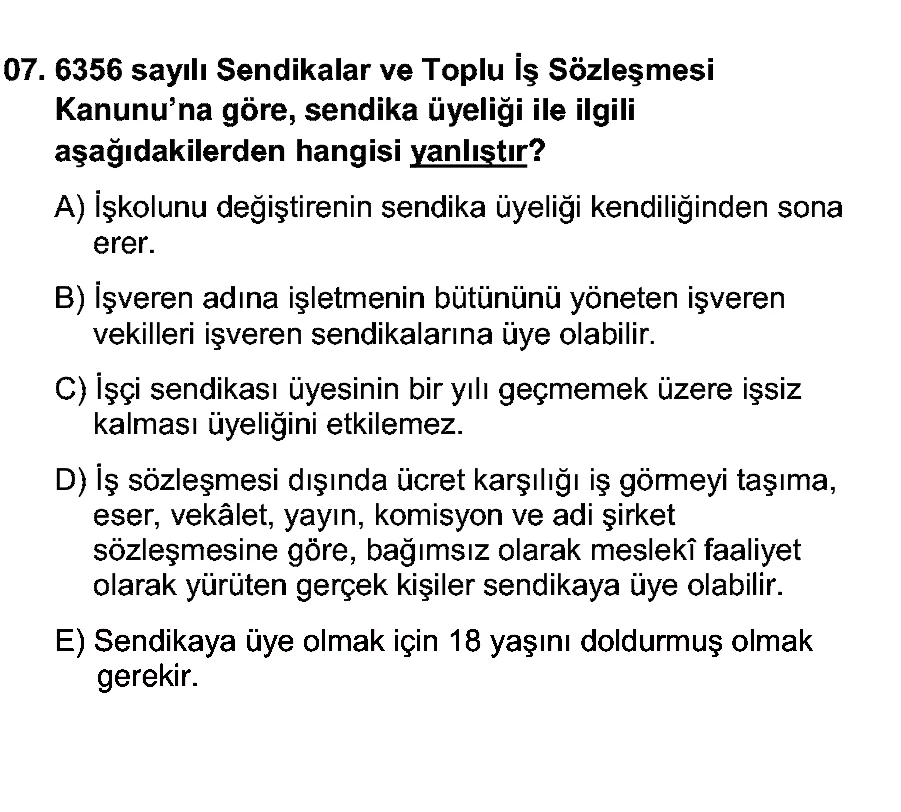 07. 6356 sayılı Sendikalar ve Toplu İş Sözleşmesi
Kanunu’na göre, sendika üyeliği ile ilgili
aşağıdakilerden hangisi yanlıştır?
A) İşkolunu değiştirenin sendika üyeliği kendiliğinden sona
erer.
B) İşveren adına işletmenin bütününü yöneten işveren
vekilleri işveren sendikalarına üye olabilir.
C) İşçi sendikası üyesinin bir yılı geçmemek üzere işsiz
kalması üyeliğini etkilemez.
D) İş sözleşmesi dışında ücret karşılığı iş görmeyi taşıma,
eser, vekâlet, yayın, komisyon ve adi şirket
sözleşmesine göre, bağımsız olarak meslekî faaliyet
olarak yürüten gerçek kişiler sendikaya üye olabilir.
E) Sendikaya üye olmak için 18 yaşını doldurmuş olmak
gerekir.